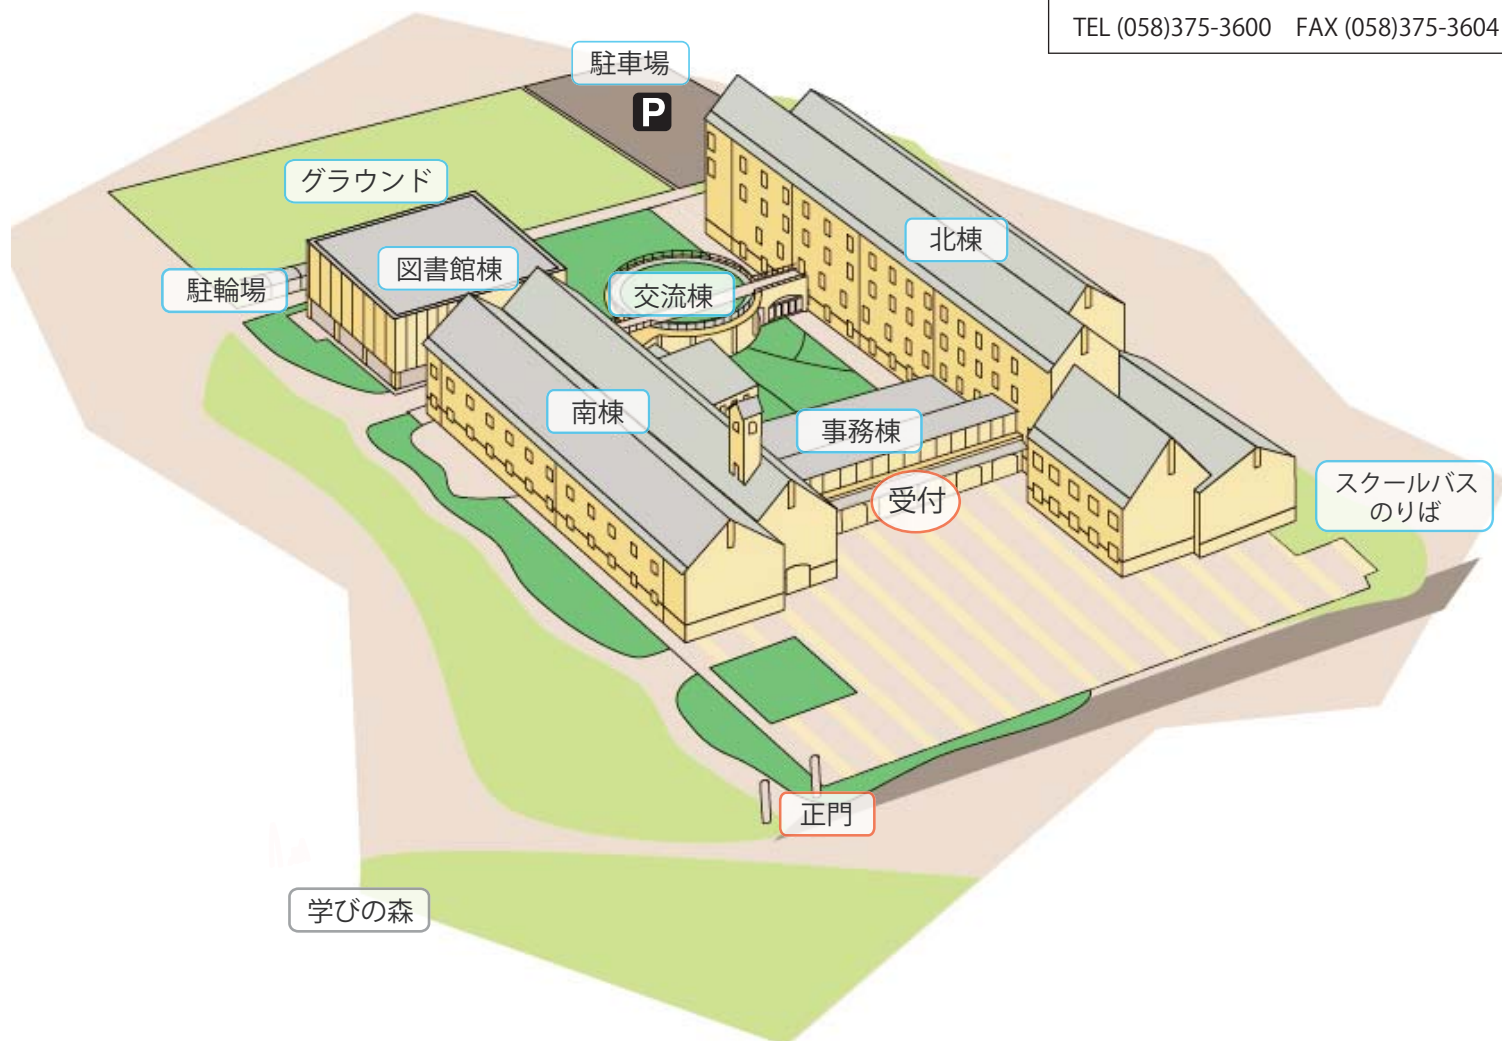 TEL (058)375-3600 FAX (058)375-3604
駐車場
P
グラウンド
北棟
図書館棟
駐輪場
交流棟
南棟
事務棟
受付
スクールバス
のりば
正門
学びの森